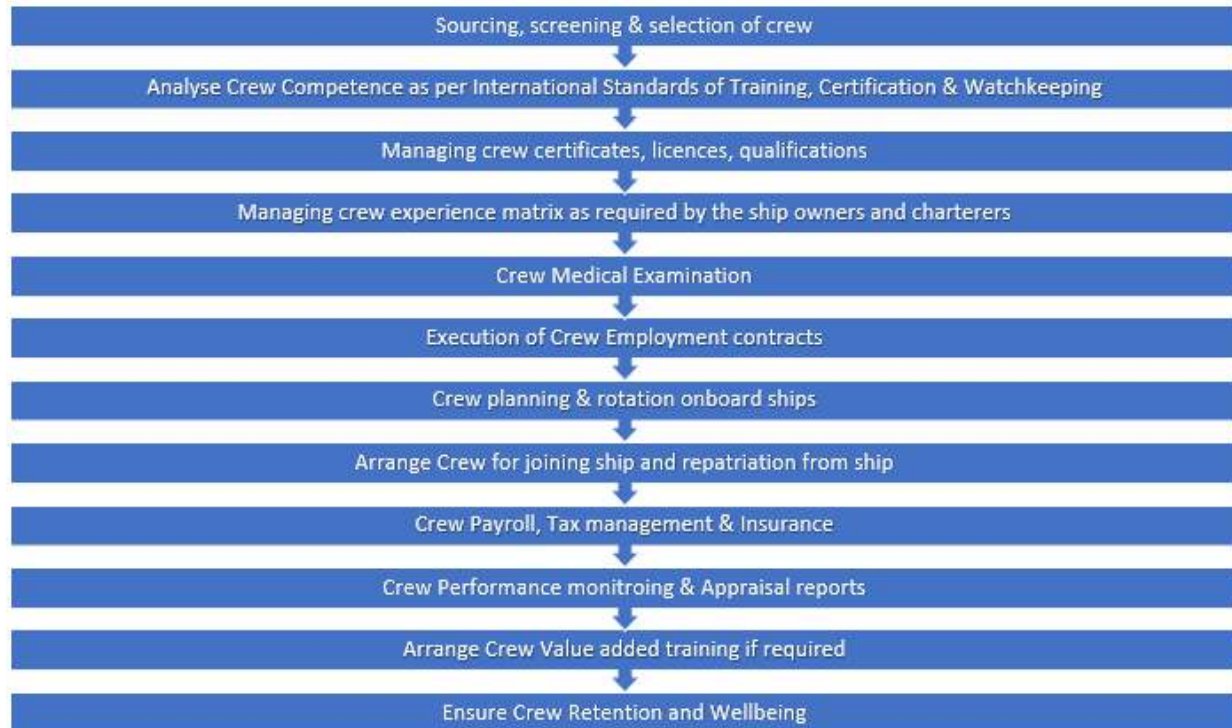 Sourcing, screening & selection of crew
Analyse Crew Competence as per International Standards of Training, Certification & Watchkeeping
Managing crew certificates, licences, qualifications
Managing crew experience matrix as required by the ship owners and charterers
Crew Medical Examination
Execution of Crew Employment contracts
Crew planning & rotation onboard ships
Arrange Crew for joining ship and repatriation from ship
Crew Payroll, Tax management & Insurance
Crew Performance monitroing & Appraisal reports
Arrange Crew Value added training if required
Ensure Crew Retention and Wellbeing